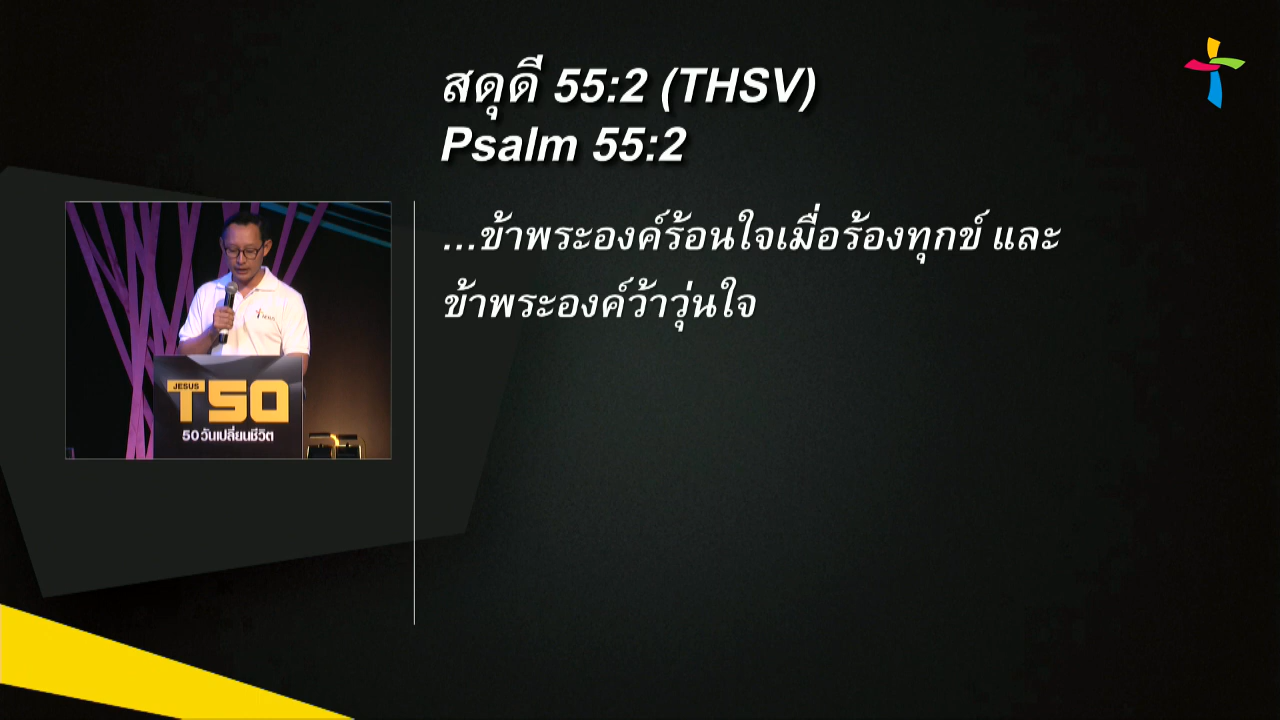 สดุดี 55:2 (THSV)
Psalm 55:2
...ข้าพระองค์ร้อนใจเมื่อร้องทุกข์ และ
ข้าพระองค์ว้าวุ่นใจ
JESUS
T50
50 วันเปลี่ยนชีวิต